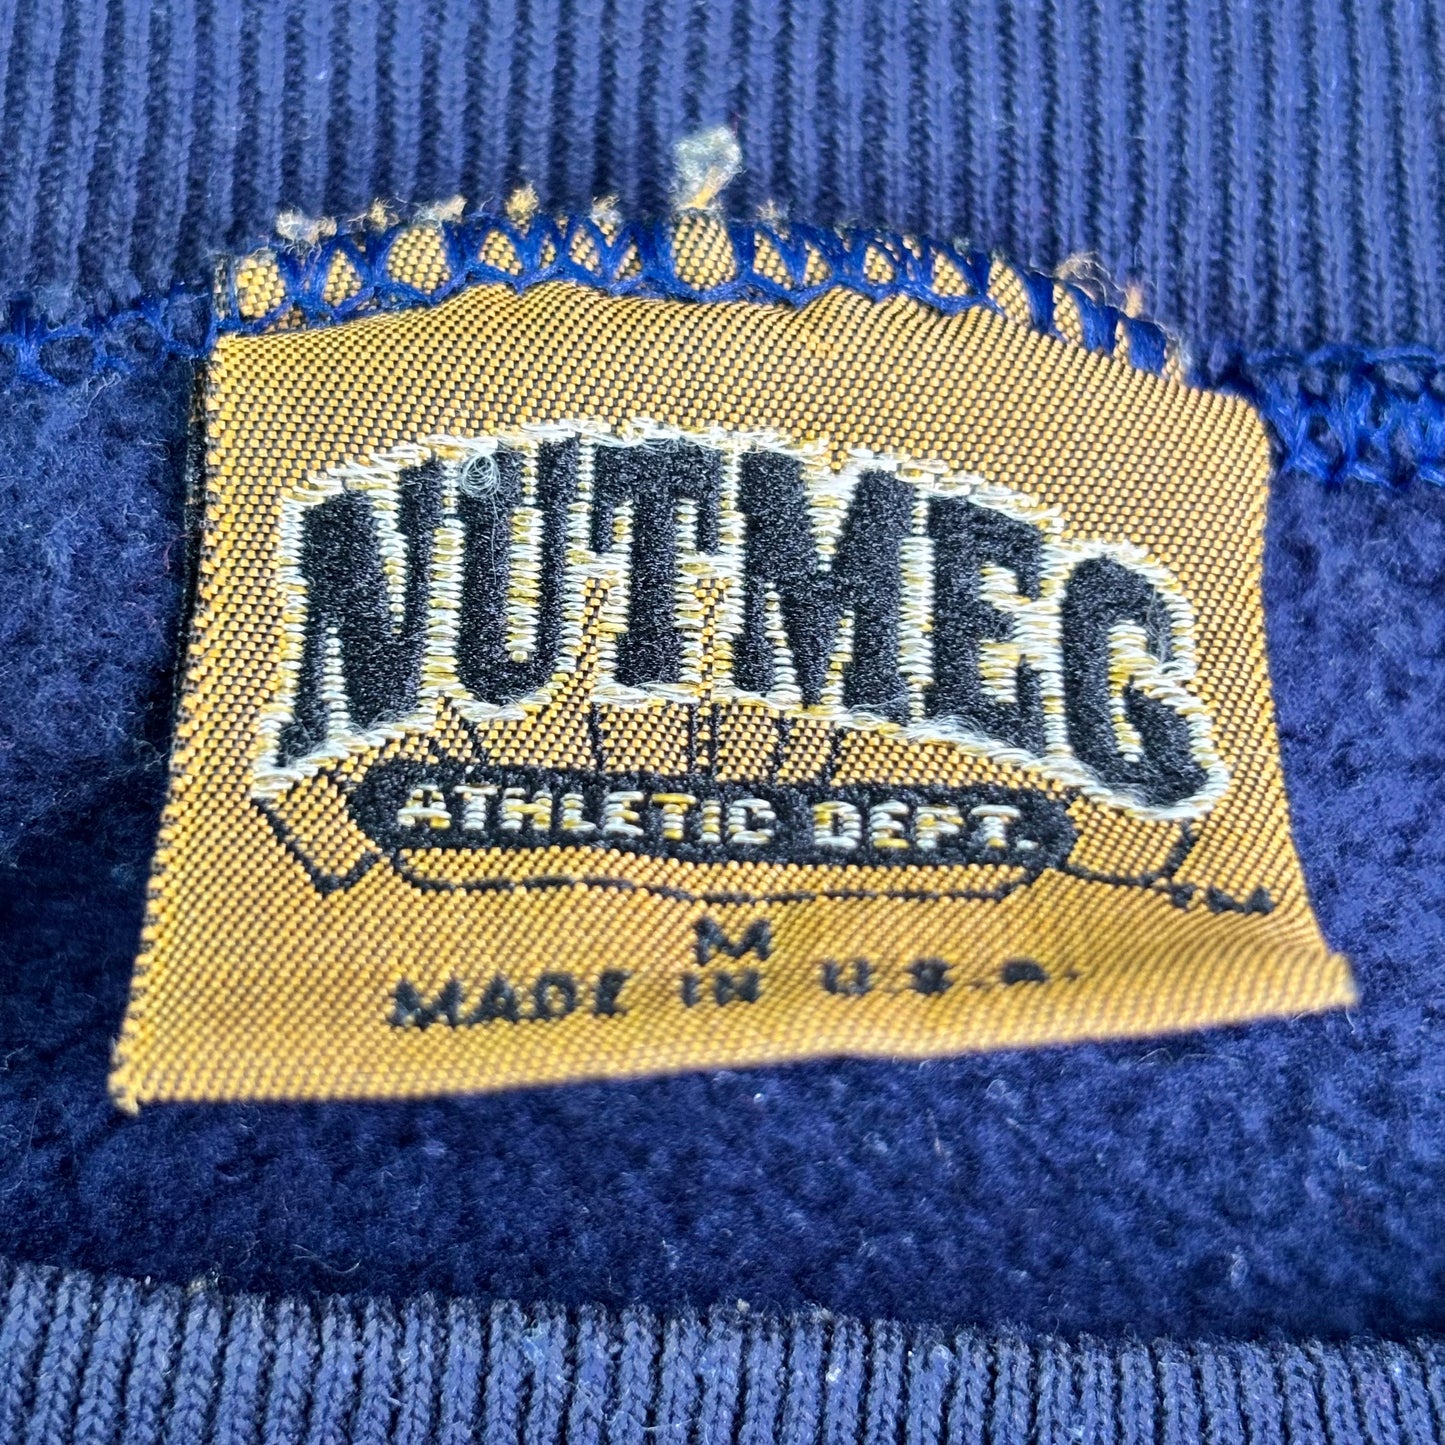 NUTMEG
ATHLETIC DEPT.
M
MADE IN U.S.A.